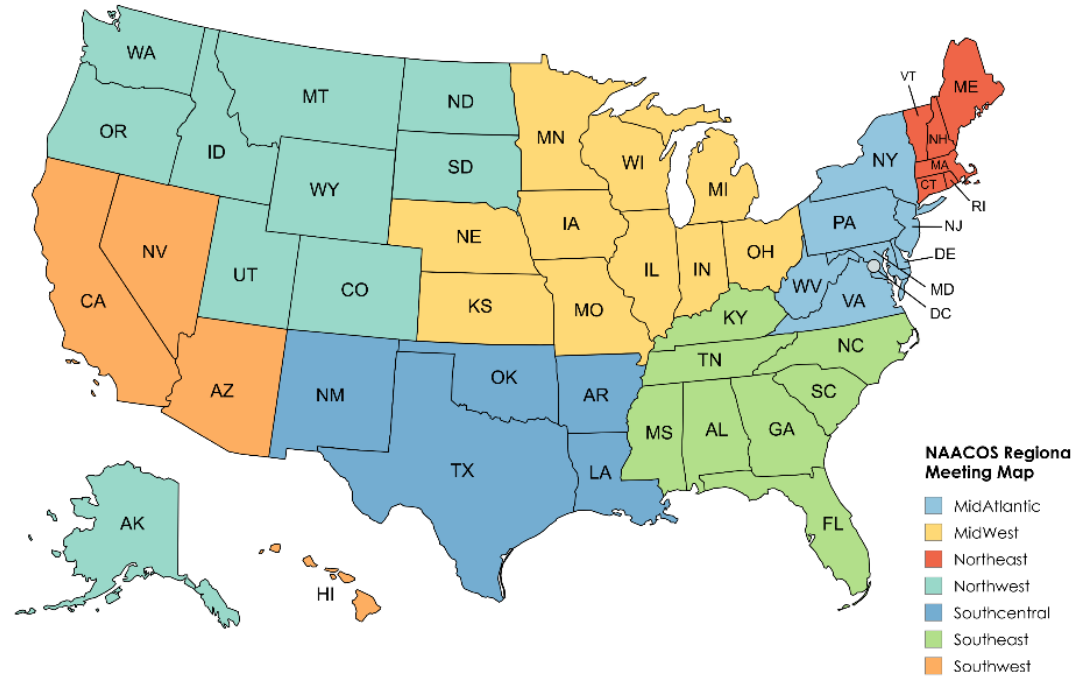 WA
MT
ND
MN
VT
ME
OR
ID
SD
WI
MI
NY
NH
MA
CT
RI
WY
NE
IA
PA
NJ
NV
UT
CO
IL
IN
OH
DE
CA
KS
MO
WV
VA
MD
DC
KY
NC
TN
AZ
NM
OK
AR
SC
MS
AL
GA
TX
LA
FL
AK
HI
NAACOS Regiona
Meeting Map
MidAtlantic
MidWest
Northeast
Northwest
Southcentral
Southeast
Southwest